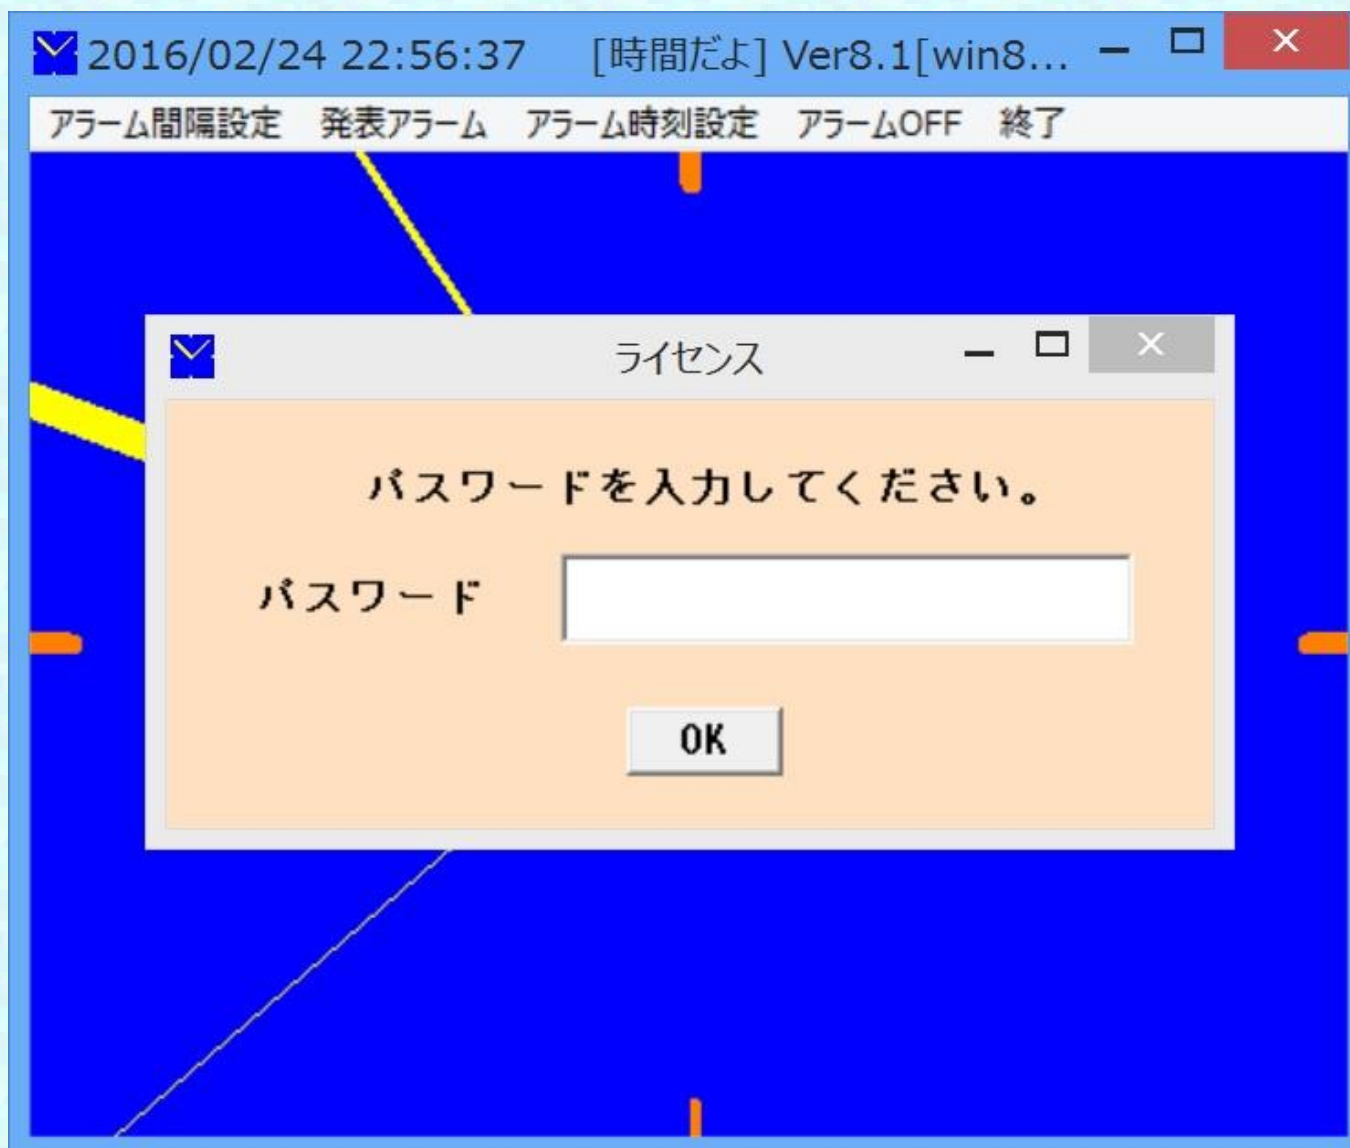 2016/02/24 22:56:37 [時間だよ] Ver8.1[win8...
アラーム間隔設定 発表アラーム アラーム時刻設定 アラームOFF 終了
ライセンス
パスワードを入力してください。
パスワード
OK